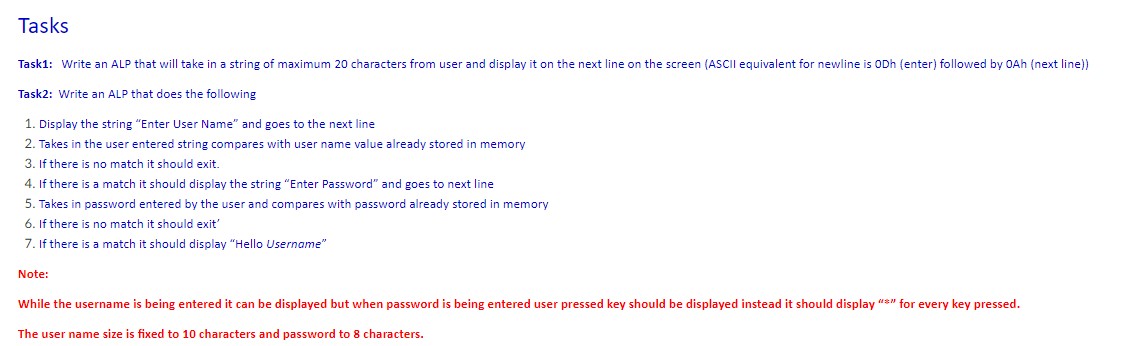 Tasks
Task1: Write an ALP that will take in a string of maximum 20 characters from user and display it on the next line on the screen (ASCII equivalent for newline is 0Dh (enter) followed by 0Ah (next line))
Task2: Write an ALP that does the following
1. Display the string “Enter User Name” and goes to the next line
2. Takes in the user entered string compares with user name value already stored in memory
3. If there is no match it should exit.
4. If there is a match it should display the string “Enter Password” and goes to next line
5. Takes in password entered by the user and compares with password already stored in memory
6. If there is no match it should exit’
7. If there is a match it should display “Hello Username”
Note:
While the username is being entered it can be displayed but when password is being entered user pressed key should be displayed instead it should display “*” for every key pressed.
The user name size is fixed to 10 characters and password to 8 characters.